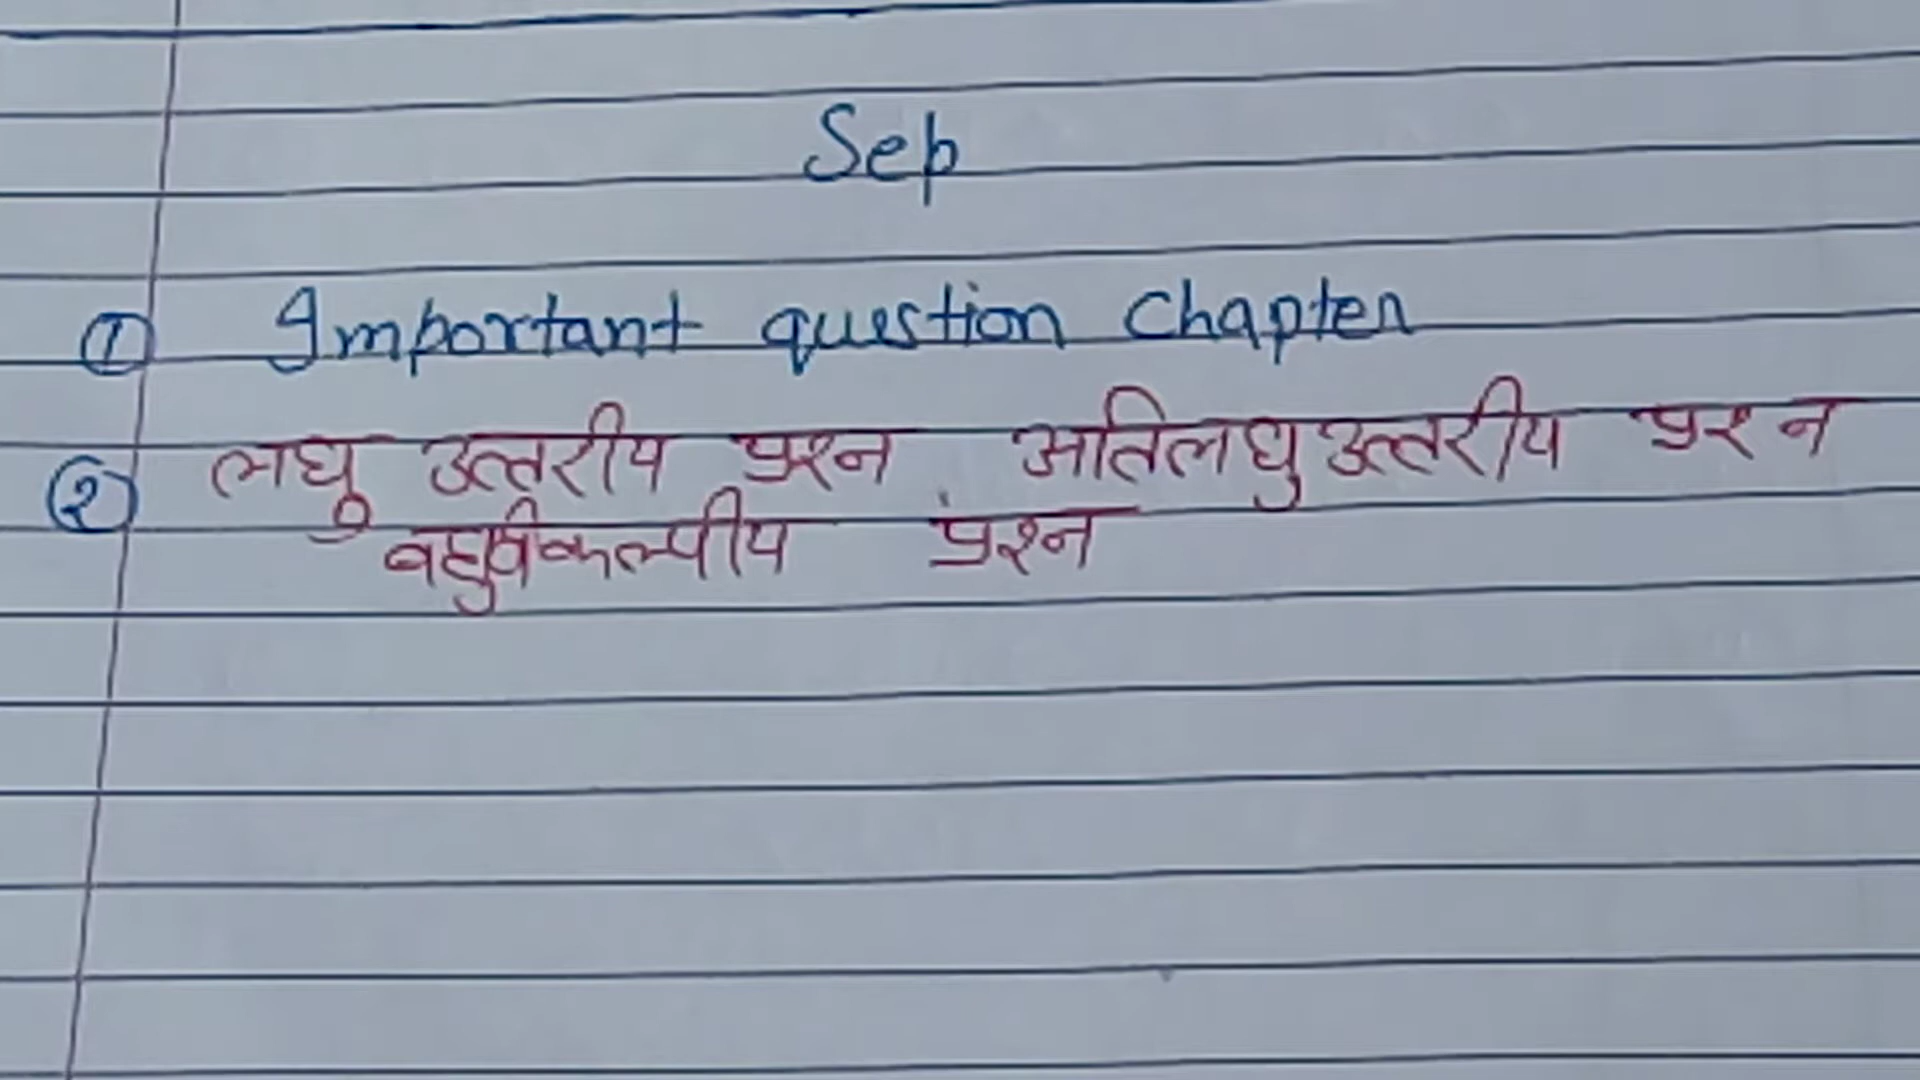 Sep
① Important question chapter
② लघु उत्तरीय प्रश्न अतिलघु उत्तरीय प्रश्न
बहुविकल्पीय प्रश्न